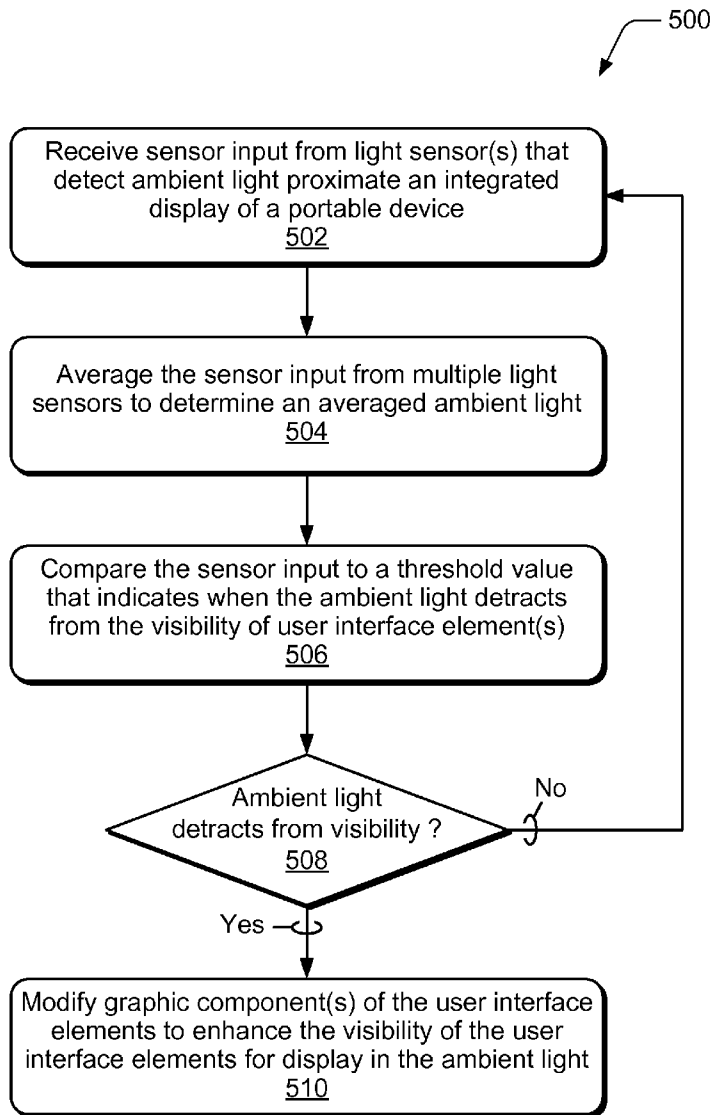 500
Receive sensor input from light sensor(s) that
detect ambient light proximate an integrated
display of a portable device
502
Average the sensor input from multiple light
sensors to determine an averaged ambient light
504
Compare the sensor input to a threshold value
that indicates when the ambient light detracts
from the visibility of user interface element(s)
506
Ambient light
detracts from visibility ?
508
No
Yes
Modify graphic component(s) of the user interface
elements to enhance the visibility of the user
interface elements for display in the ambient light
510